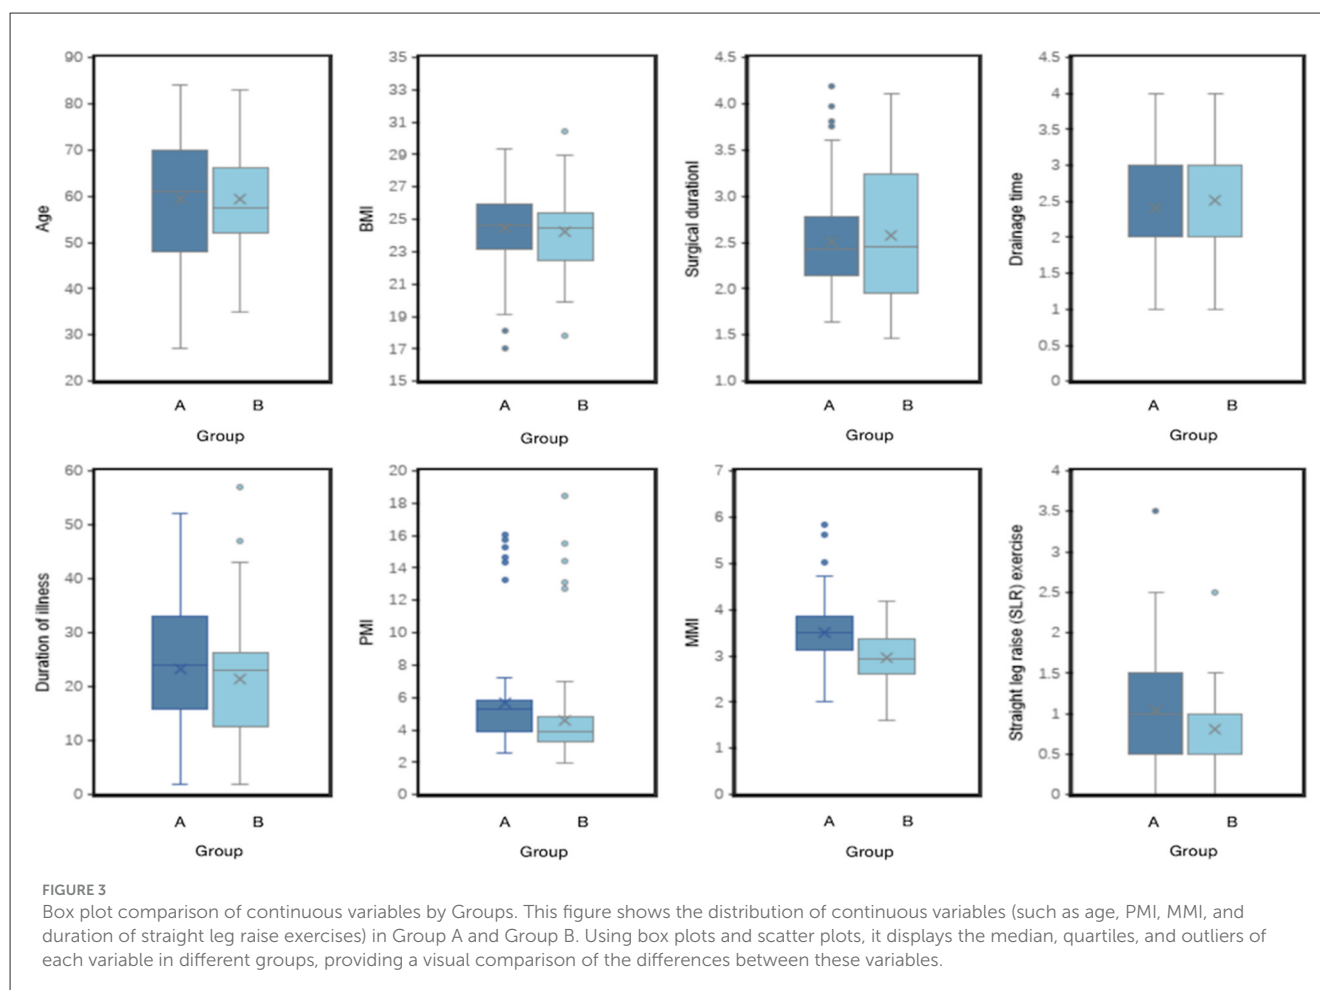 90
80
70
60
50
40
30
20
Age
A B
Group
35
33
31
29
27
25
23
21
19
17
15
BMI
A B
Group
4.5
4.0
3.5
3.0
2.5
2.0
1.5
1.0
Surgical durationl
A B
Group
4.5
4
3.5
3
2.5
2
1.5
1
0.5
0
Drainage time
A B
Group
60
50
40
30
20
10
0
Duration of illness
A B
Group
20
18
16
14
12
10
8
6
4
2
0
PMI
A B
Group
7
6
5
4
3
2
1
0
MMI
A B
Group
4
3.5
3
2.5
2
1.5
1
0.5
0
Straight leg raise (SLR) exercise
A B
Group
FIGURE 3
Box plot comparison of continuous variables by Groups. This figure shows the distribution of continuous variables (such as age, PMI, MMI, and
duration of straight leg raise exercises) in Group A and Group B. Using box plots and scatter plots, it displays the median, quartiles, and outliers of
each variable in different groups, providing a visual comparison of the differences between these variables.